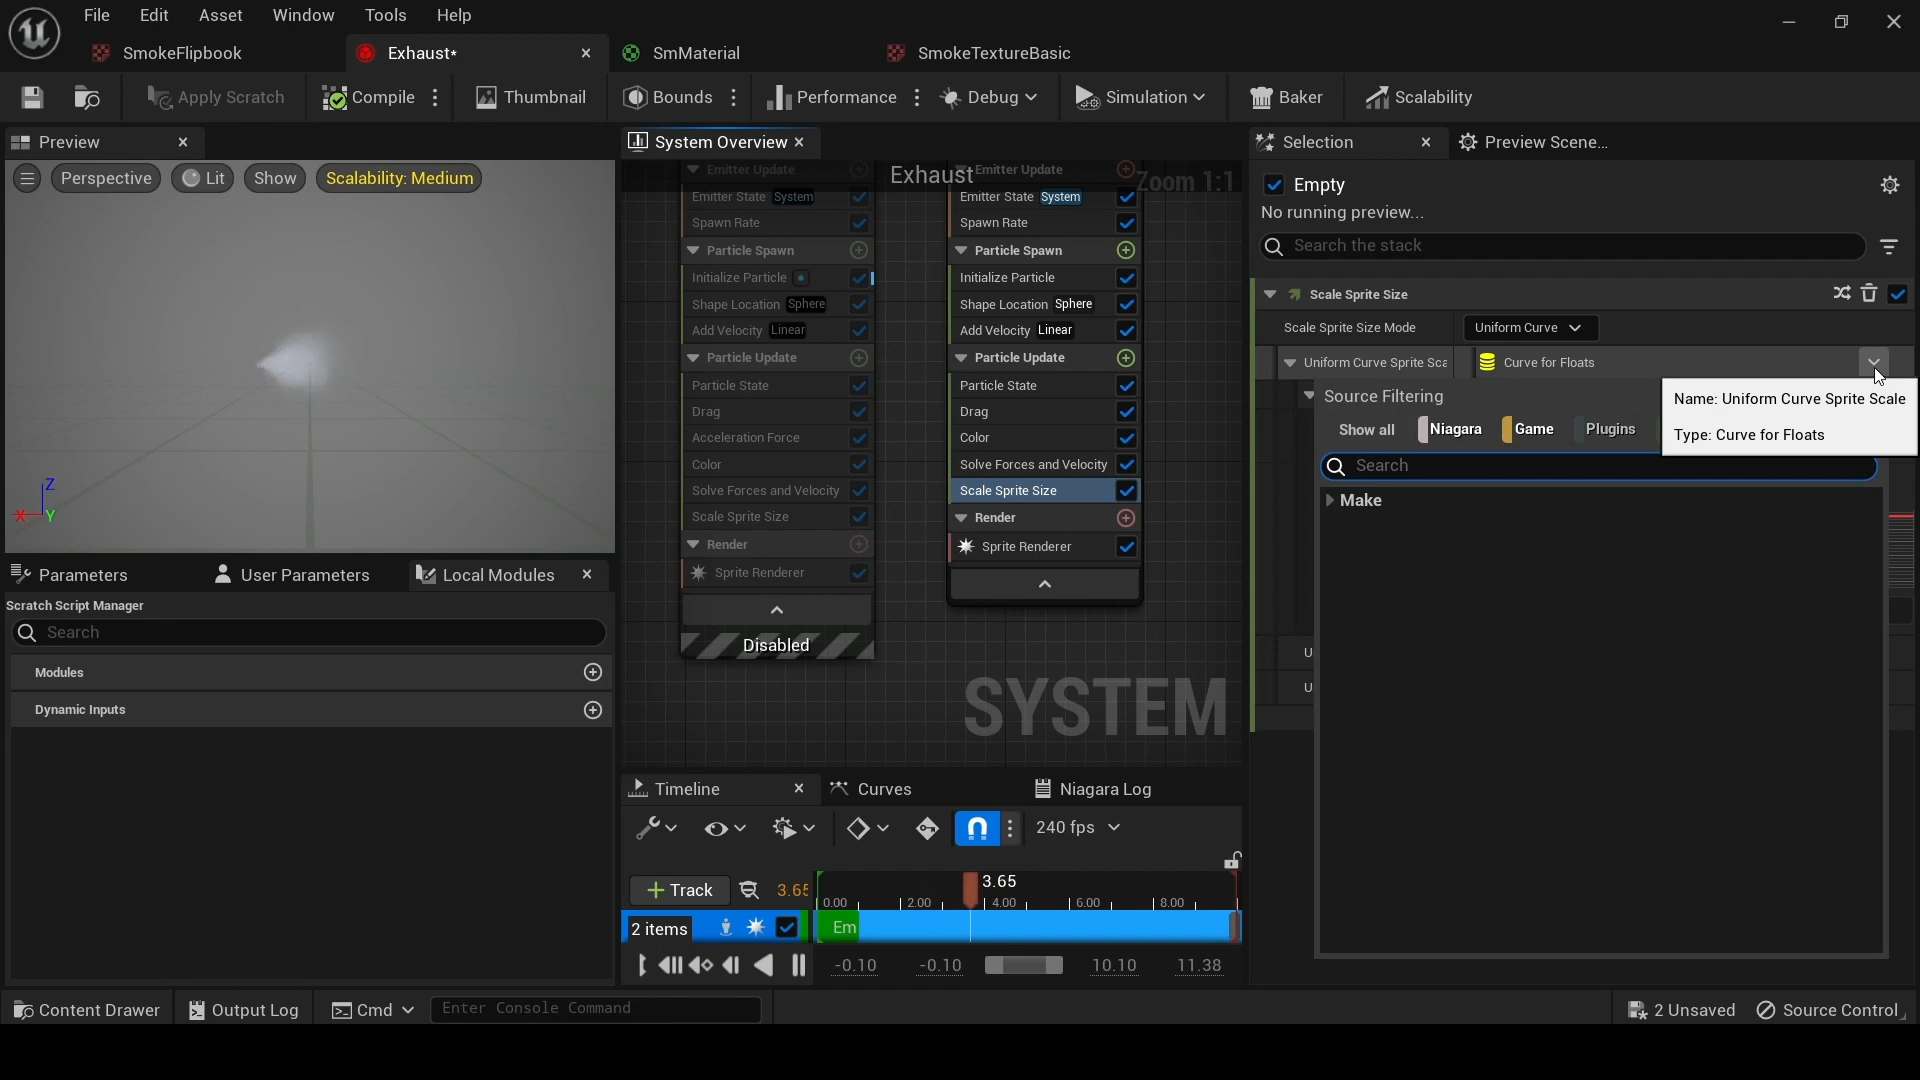 File Edit Asset Window Tools Help
SmokeFlipbook Exhaust* SmMaterial SmokeTextureBasic
Apply Scratch Compile Thumbnail Bounds Performance Debug Simulation Baker Scalability
Preview
Perspective Lit Show Scalability: Medium
Z
X Y
Parameters User Parameters Local Modules
Scratch Script Manager
Search
Modules
Dynamic Inputs
System Overview
Exhaust
Zoom 1:1
Emitter Update
Emitter State System
Spawn Rate
Particle Spawn
Initialize Particle
Shape Location Sphere
Add Velocity Linear
Particle Update
Particle State
Drag
Acceleration Force
Color
Solve Forces and Velocity
Scale Sprite Size
Render
Sprite Renderer
Disabled
Emitter Update
Emitter State System
Spawn Rate
Particle Spawn
Initialize Particle
Shape Location Sphere
Add Velocity Linear
Particle Update
Particle State
Drag
Color
Solve Forces and Velocity
Scale Sprite Size
Render
Sprite Renderer
SYSTEM
Timeline Curves Niagara Log
240 fps
Track 3.65 3.65
0.00 2.00 4.00 6.00 8.00
2 items Em
-0.10 -0.10 10.10 11.38
Selection Preview Scene...
Empty
No running preview...
Search the stack
Scale Sprite Size
Scale Sprite Size Mode Uniform Curve
Uniform Curve Sprite Sca Curve for Floats
Source Filtering
Show all Niagara Game Plugins
Name: Uniform Curve Sprite Scale
Type: Curve for Floats
Search
Make
U
U
Content Drawer Output Log Cmd Enter Console Command 2 Unsaved Source Control